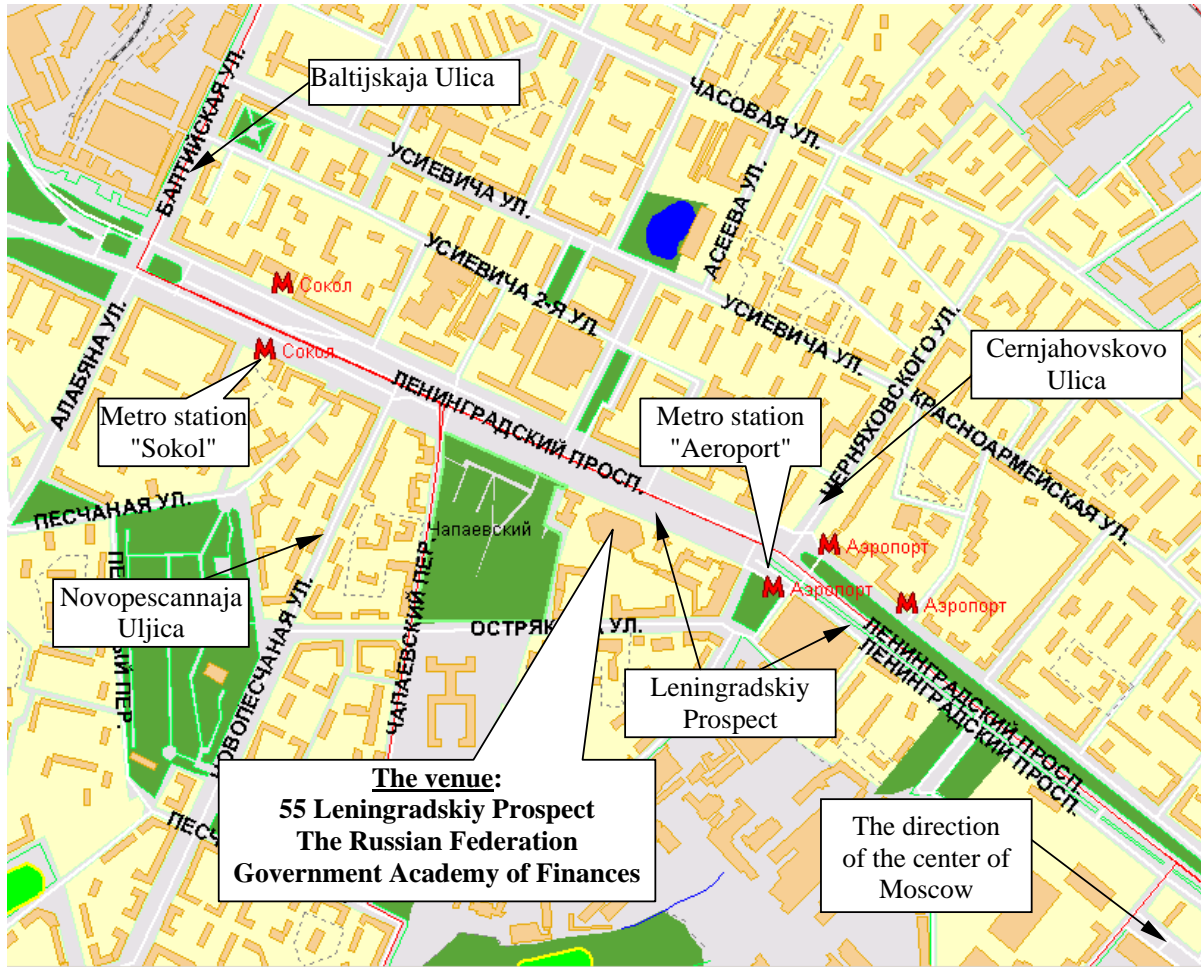 Baltijskaja Ulica
БАЛТИЙСКАЯ УЛ.
ЧАСОВАЯ УЛ.
УСИЕВИЧА УЛ.
АСЕЕВА УЛ.
УСИЕВИЧА 2-Я УЛ.
Сокол
Сокол
АЛАБЯНА УЛ.
Metro station
"Sokol"
ЛЕНИНГРАДСКИЙ ПРОСП.
УСИЕВИЧА УЛ.
Metro station
"Aeroport"
Cernjahovskovo
Ulica
ЧЕРНЯХОВСКОГО УЛ.
КРАСНОАРМЕЙСКАЯ УЛ.
ПЕСЧАНАЯ УЛ.
Чапаевский
ЧАПАЕВСКИЙ ПЕР.
Аэропорт
Аэропорт
Аэропорт
Novopescannaja
Uljica
НОВОПЕСЧАНАЯ УЛ.
ПЕР.
УЛ.
Leningradskiy
Prospect
ЛЕНИНГРАДСКИЙ ПРОСП.
ЛЕНИНГРАДСКИЙ ПРОСП.
The venue:
55 Leningradskiy Prospect
The Russian Federation
Government Academy of Finances
The direction
of the center of
Moscow